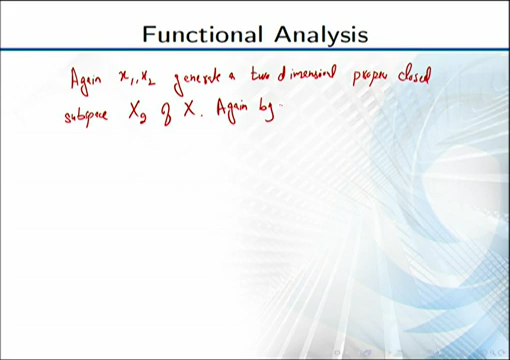 Functional Analysis
Again x₁, x₂ generate a two dimensional proper closed
subspace X₂ of X. Again by